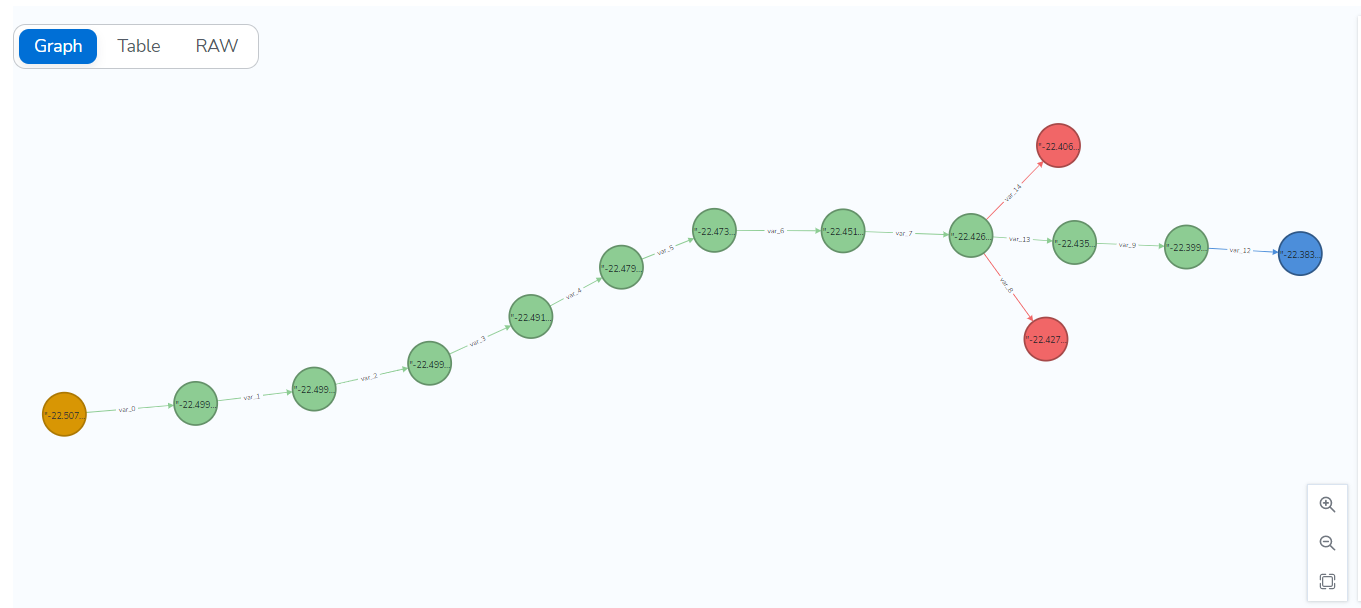 Graph Table RAW
"-22.406...
var_14
"-22.473...
var_6
"-22.451...
var_7
"-22.426...
var_13
"-22.435...
var_9
"-22.399...
var_12
"-22.383...
var_5
"-22.479...
var_4
var_8
"-22.491...
"-22.427...
var_3
"-22.499...
var_2
"-22.499...
var_1
"-22.499...
var_0
"-22.507...